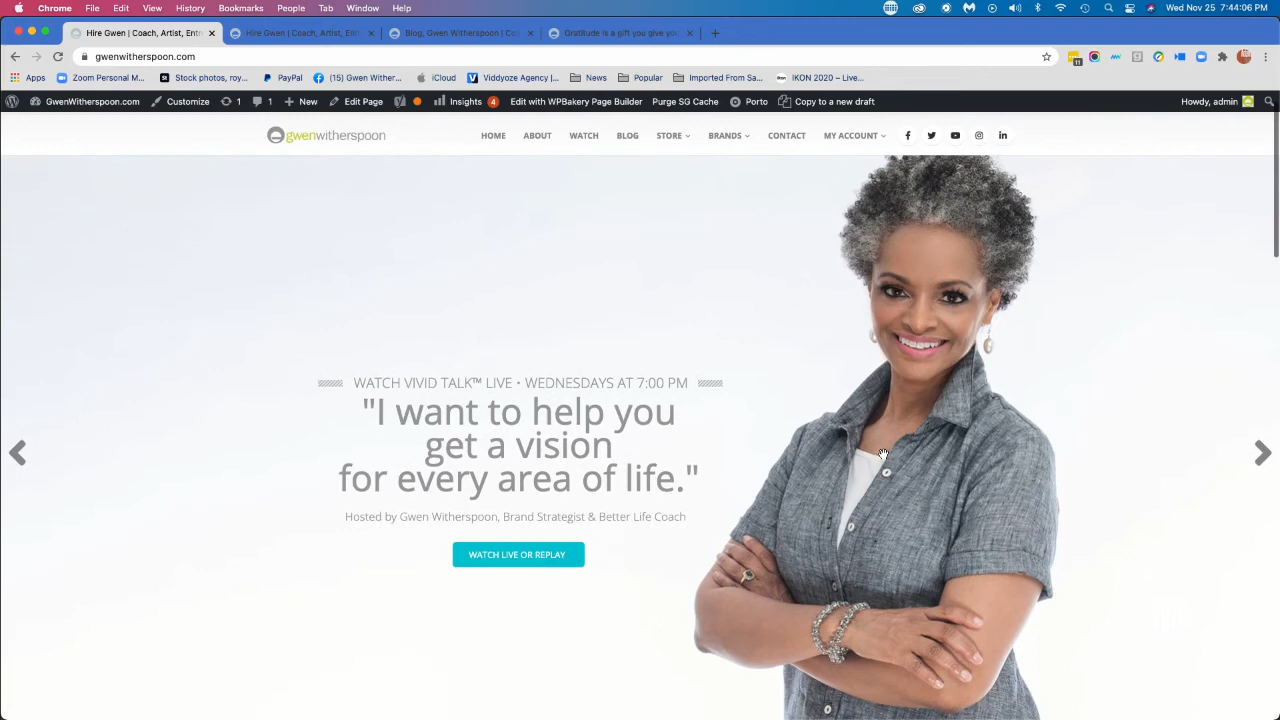 Chrome File Edit View History Bookmarks People Tab Window Help
Wed Nov 25 7:44:06 PM
Hire Gwen | Coach, Artist, Entr
Hire Gwen | Coach, Artist, Entr
Blog, Gwen Witherspoon | Co
Gratitude is a gift you give yo
gwenwitherspoon.com
11
Apps Zoom Personal M... Stock photos, roy... PayPal (15) Gwen Wither... iCloud Viddyoze Agency |... News Popular Imported From Sa... IKON 2020 – Live...
GwenWitherspoon.com Customize 1 1 New Edit Page Insights 4 Edit with WPBakery Page Builder Purge SG Cache Porto Copy to a new draft Howdy, admin
gwenwitherspoon HOME ABOUT WATCH BLOG STORE BRANDS CONTACT MY ACCOUNT
WATCH VIVID TALK™ LIVE • WEDNESDAYS AT 7:00 PM
"I want to help you
get a vision
for every area of life."
Hosted by Gwen Witherspoon, Brand Strategist & Better Life Coach
WATCH LIVE OR REPLAY